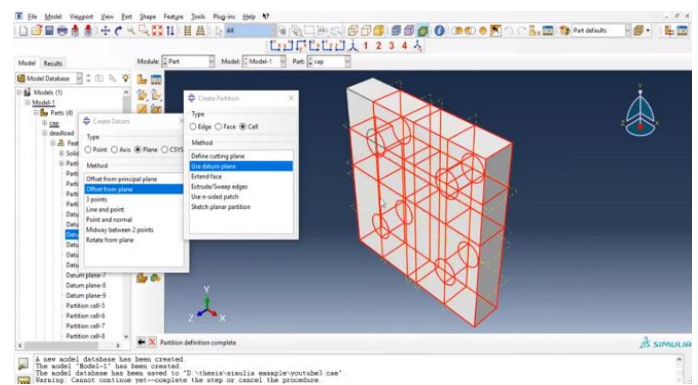 File Model Viewport View Part Shape Feature Tools Plug-ins Help
All
Part defaults
1 2 3 4
Model Results
Module: Part Model: Model-1 Part: cap
Model Database
Models (1)
Model-1
Parts (4)
cap
deadload
Create Datum
Type
Point Axis Plane CSYS
Method
Offset from principal plane
Offset from plane
3 points
Line and point
Point and normal
Midway between 2 points
Rotate from plane
Create Partition
Type
Edge Face Cell
Method
Define cutting plane
Use datum plane
Extend face
Extrude/Sweep edges
Use n-sided patch
Sketch planar partition
Datum plane-7
Datum plane-8
Datum plane-9
Partition cell-5
Partition cell-6
Partition cell-7
Partition cell-8
Y
Z X
X Partition definition complete
SIMULIA
A new model database has been created.
The model "Model-1" has been created.
The model database has been saved to "D:\thesis\simulia example\youtube3.cae".
Warning: Cannot continue yet--complete the step or cancel the procedure.